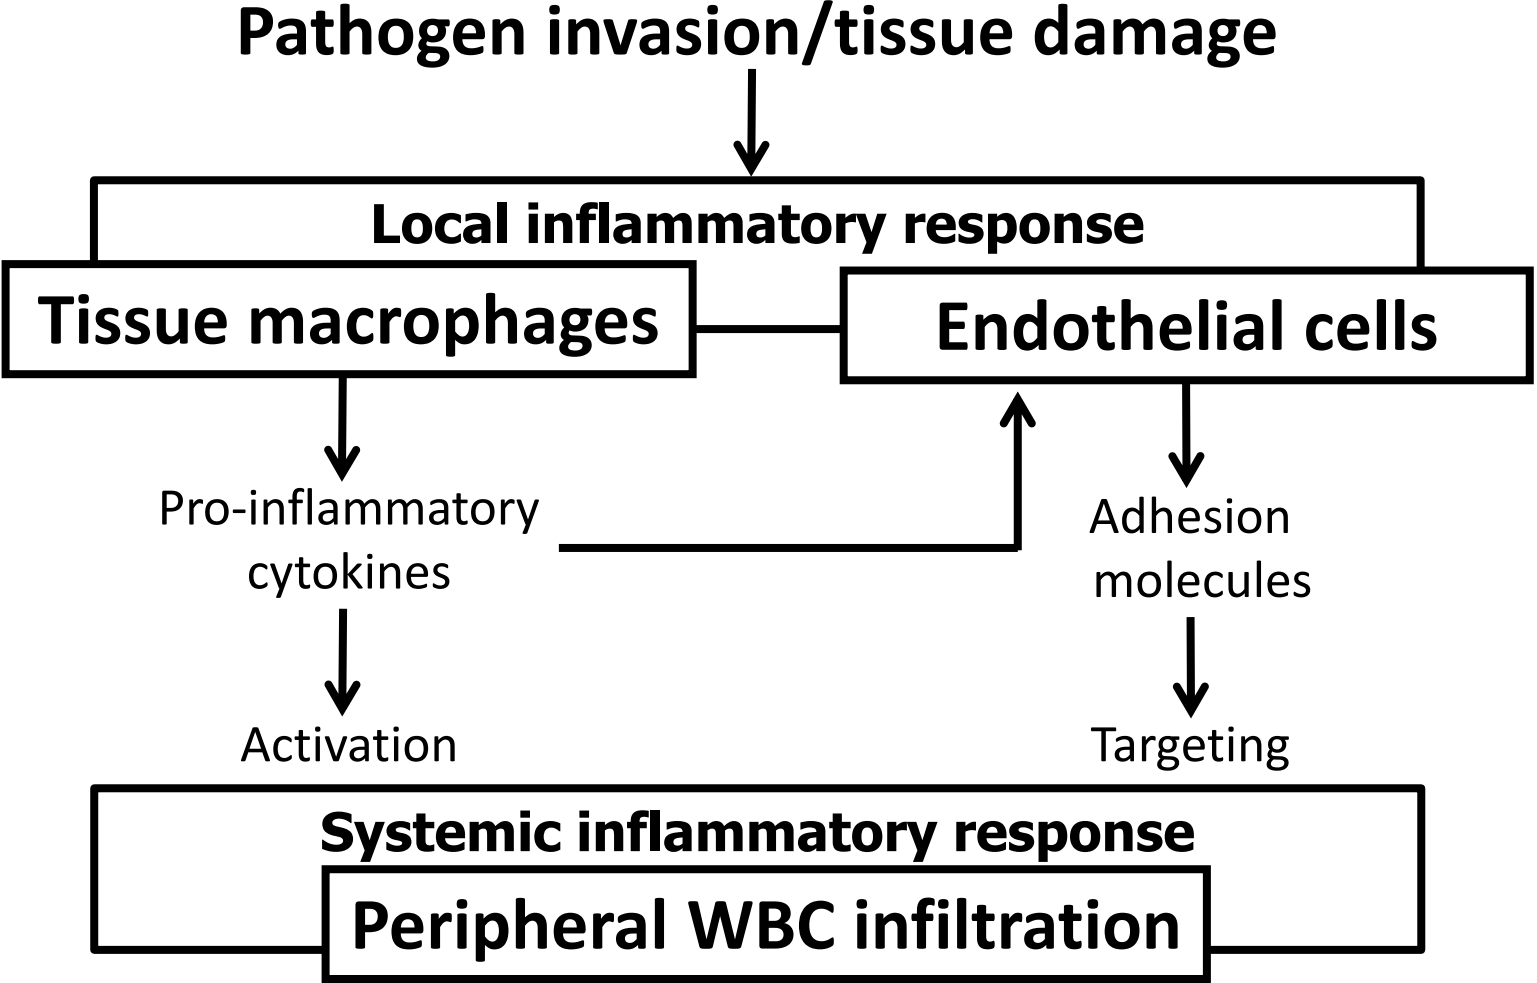 Pathogen invasion/tissue damage
Local inflammatory response
Tissue macrophages
Endothelial cells
Pro-inflammatory
cytokines
Adhesion
molecules
Activation
Targeting
Systemic inflammatory response
Peripheral WBC infiltration